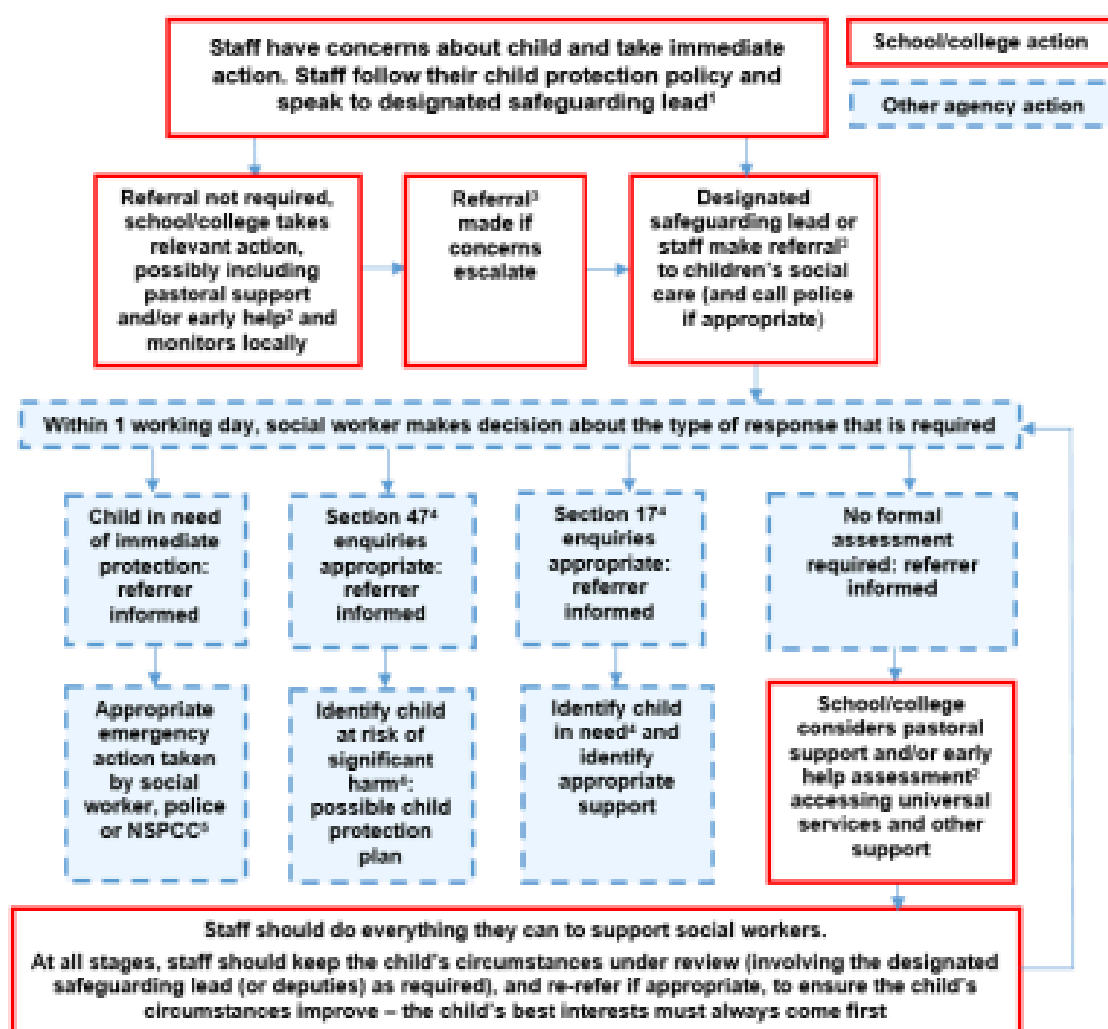 Staff have concerns about child and take immediate
action. Staff follow their child protection policy and
speak to designated safeguarding lead¹
School/college action
Other agency action
Referral not required,
school/college takes
relevant action,
possibly including
pastoral support
and/or early help² and
monitors locally
Referral³
made if
concerns
escalate
Designated
safeguarding lead or
staff make referral³
to children's social
care (and call police
if appropriate)
Within 1 working day, social worker makes decision about the type of response that is required
Child in need
of immediate
protection:
referrer
informed
Section 47⁴
enquiries
appropriate:
referrer
informed
Section 17⁴
enquiries
appropriate:
referrer
informed
No formal
assessment
required: referrer
informed
Appropriate
emergency
action taken
by social
worker, police
or NSPCC⁵
Identify child
at risk of
significant
harm⁴:
possible child
protection
plan
Identify child
in need⁴ and
identify
appropriate
support
School/college
considers pastoral
support and/or early
help assessment²
accessing universal
services and other
support
Staff should do everything they can to support social workers.
At all stages, staff should keep the child's circumstances under review (involving the designated
safeguarding lead (or deputies) as required), and re-refer if appropriate, to ensure the child's
circumstances improve – the child's best interests must always come first